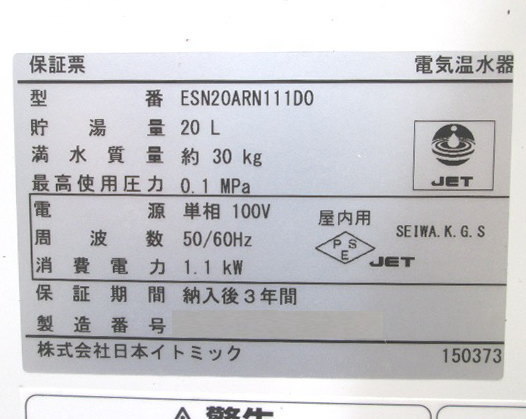 保証票 電気温水器
型番 ESN20ARN111D0
貯湯量 20 L
満水質量 約 30 kg
JET
最高使用圧力 0.1 MPa
電源 単相 100V
屋内用
周波数 50/60Hz
SEIWA.K.G.S
PSE JET
消費電力 1.1 kW
保証期間 納入後3年間
製造番号
株式会社日本イトミック 150373
警告